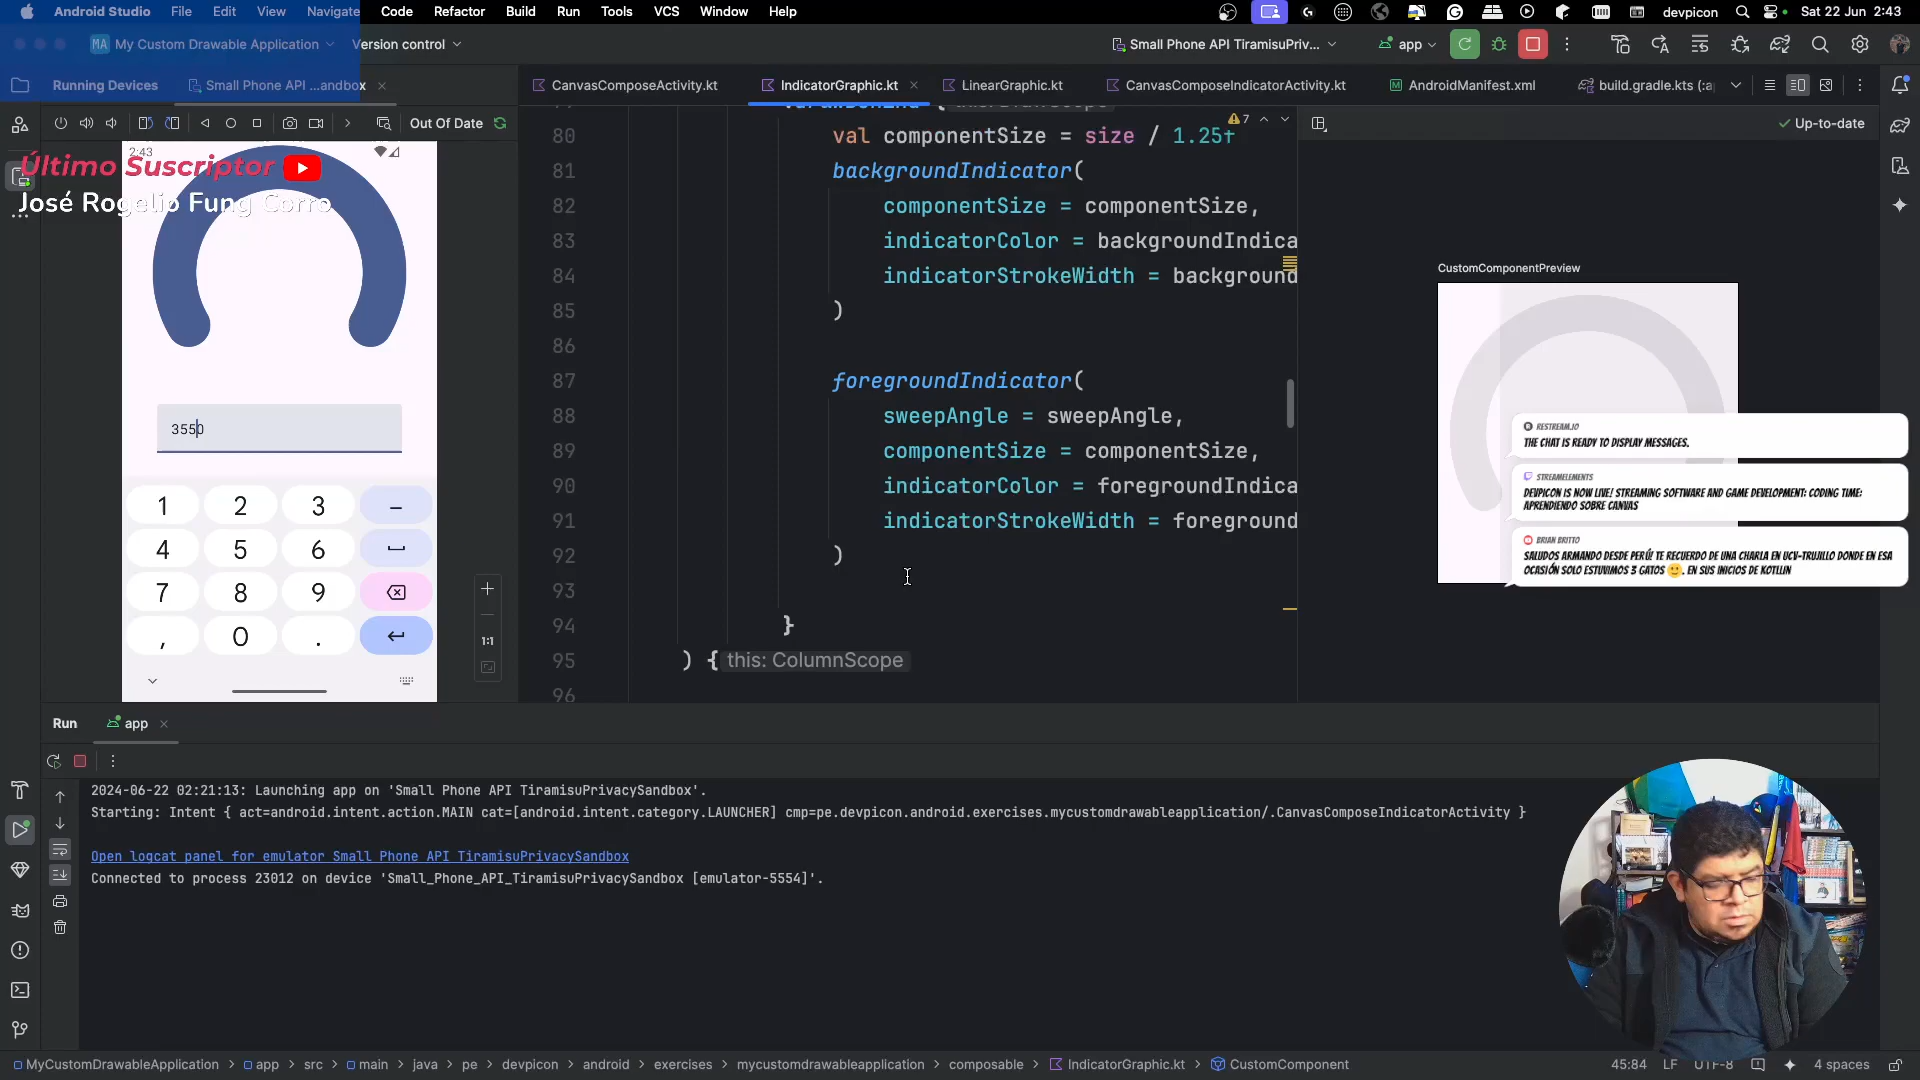 Android Studio File Edit View Navigate Code Refactor Build Run Tools VCS Window Help devpicon Sat 22 Jun 2:43
MA My Custom Drawable Application Version control Small Phone API TiramisuPriv... app
Running Devices Small Phone API ...andbox CanvasComposeActivity.kt IndicatorGraphic.kt LinearGraphic.kt CanvasComposeIndicatorActivity.kt AndroidManifest.xml build.gradle.kts (:a
Out Of Date
Up-to-date
7
2:43
Último Suscriptor
José Rogelio Fung Corro
3550
1 2 3 –
4 5 6
7 8 9
, 0 .
1:1
80 val componentSize = size / 1.25f
81 backgroundIndicator(
82 componentSize = componentSize,
83 indicatorColor = backgroundIndica
84 indicatorStrokeWidth = background
85 )
86
87 foregroundIndicator(
88 sweepAngle = sweepAngle,
89 componentSize = componentSize,
90 indicatorColor = foregroundIndica
91 indicatorStrokeWidth = foreground
92 )
93
94 }
95 ) { this: ColumnScope
96
CustomComponentPreview
RESTREAM.IO
THE CHAT IS READY TO DISPLAY MESSAGES.
STREAMELEMENTS
DEVPICON IS NOW LIVE! STREAMING SOFTWARE AND GAME DEVELOPMENT: CODING TIME:
APRENDIENDO SOBRE CANVAS
BRIAN BRITTO
SALUDOS ARMANDO DESDE PERÚ! TE RECUERDO DE UNA CHARLA EN UCV-TRUJILLO DONDE EN ESA
OCASIÓN SOLO ESTUVIMOS 3 GATOS 🙂. EN SUS INICIOS DE KOTLLIN
Run app
2024-06-22 02:21:13: Launching app on 'Small Phone API TiramisuPrivacySandbox'.
Starting: Intent { act=android.intent.action.MAIN cat=[android.intent.category.LAUNCHER] cmp=pe.devpicon.android.exercises.mycustomdrawableapplication/.CanvasComposeIndicatorActivity }
Open logcat panel for emulator Small Phone API TiramisuPrivacySandbox
Connected to process 23012 on device 'Small_Phone_API_TiramisuPrivacySandbox [emulator-5554]'.
MyCustomDrawableApplication > app > src > main > java > pe > devpicon > android > exercises > mycustomdrawableapplication > composable > IndicatorGraphic.kt > CustomComponent 45:84 LF UTF-8 4 spaces